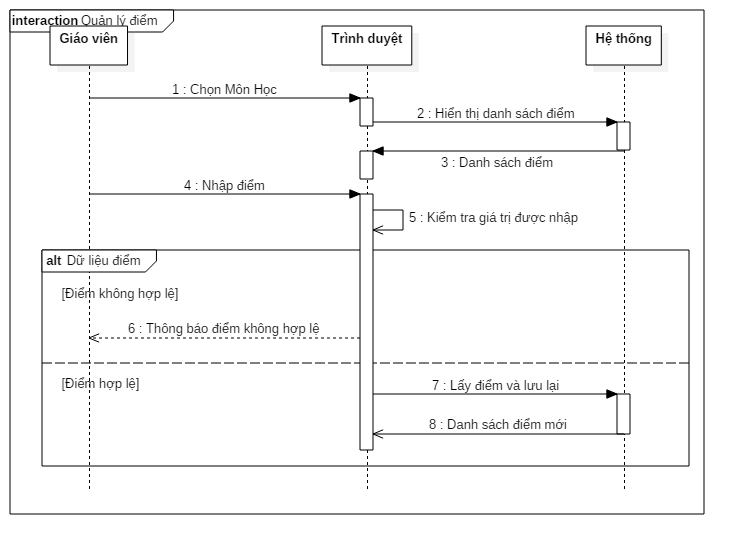 interaction Quản lý điểm
Giáo viên
Trình duyệt
Hệ thống
1 : Chọn Môn Học
2 : Hiển thị danh sách điểm
3 : Danh sách điểm
4 : Nhập điểm
5 : Kiểm tra giá trị được nhập
alt Dữ liệu điểm
[Điểm không hợp lệ]
6 : Thông báo điểm không hợp lệ
[Điểm hợp lệ]
7 : Lấy điểm và lưu lại
8 : Danh sách điểm mới